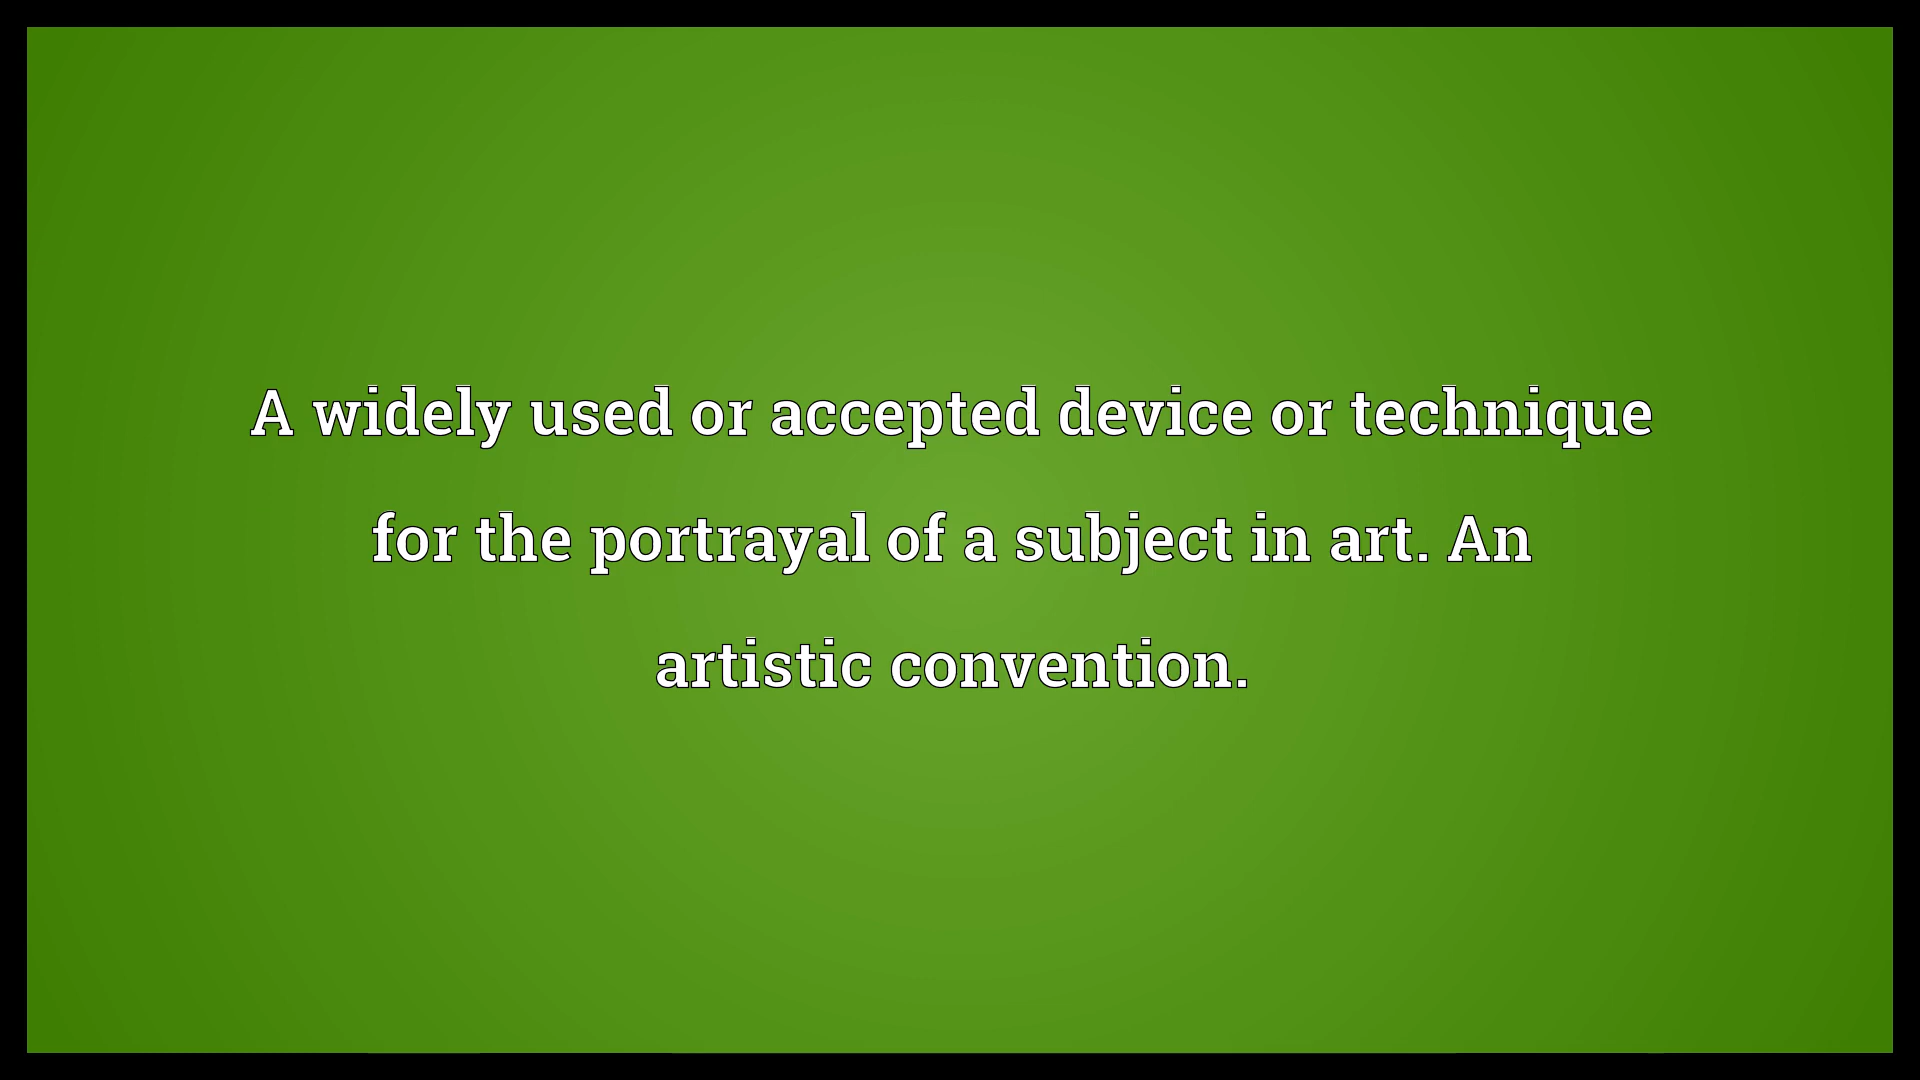 A widely used or accepted device or technique
for the portrayal of a subject in art. An
artistic convention.